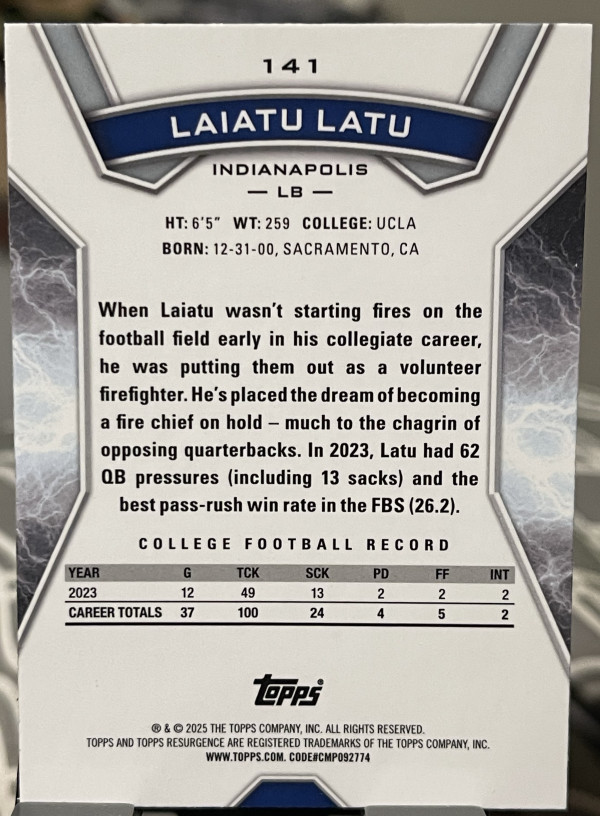 141
LAIATU LATU
INDIANAPOLIS
— LB —
HT: 6'5" WT: 259 COLLEGE: UCLA
BORN: 12-31-00, SACRAMENTO, CA
When Laiatu wasn't starting fires on the
football field early in his collegiate career,
he was putting them out as a volunteer
firefighter. He's placed the dream of becoming
a fire chief on hold – much to the chagrin of
opposing quarterbacks. In 2023, Latu had 62
QB pressures (including 13 sacks) and the
best pass-rush win rate in the FBS (26.2).
COLLEGE FOOTBALL RECORD
YEAR G TCK SCK PD FF INT
2023 12 49 13 2 2 2
CAREER TOTALS 37 100 24 4 5 2
Topps®
® & © 2025 THE TOPPS COMPANY, INC. ALL RIGHTS RESERVED.
TOPPS AND TOPPS RESURGENCE ARE REGISTERED TRADEMARKS OF THE TOPPS COMPANY, INC.
WWW.TOPPS.COM. CODE#CMP092774